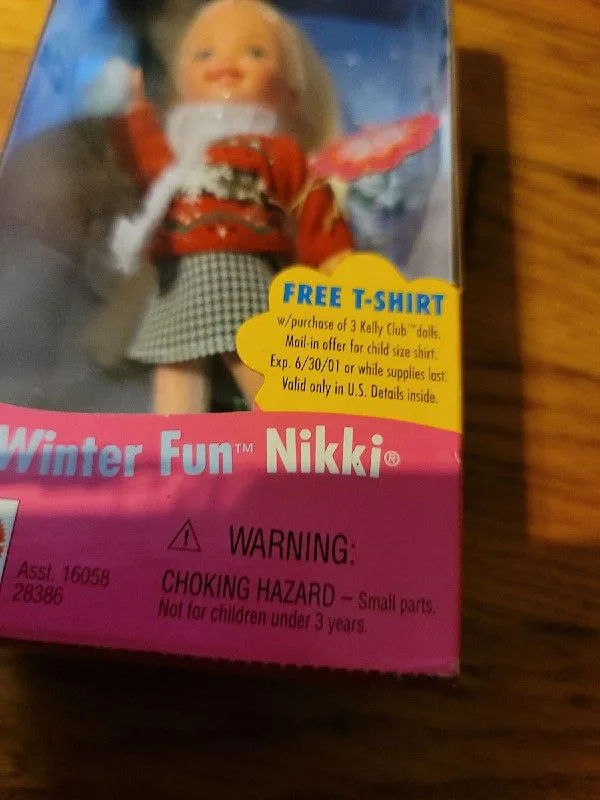 FREE T-SHIRT
w/purchase of 3 Kelly Club™ dolls.
Mail-in offer for child size shirt.
Exp. 6/30/01 or while supplies last.
Valid only in U.S. Details inside.
Winter Fun™ Nikki®
⚠ WARNING:
CHOKING HAZARD – Small parts.
Not for children under 3 years.
Asst. 16058
28386